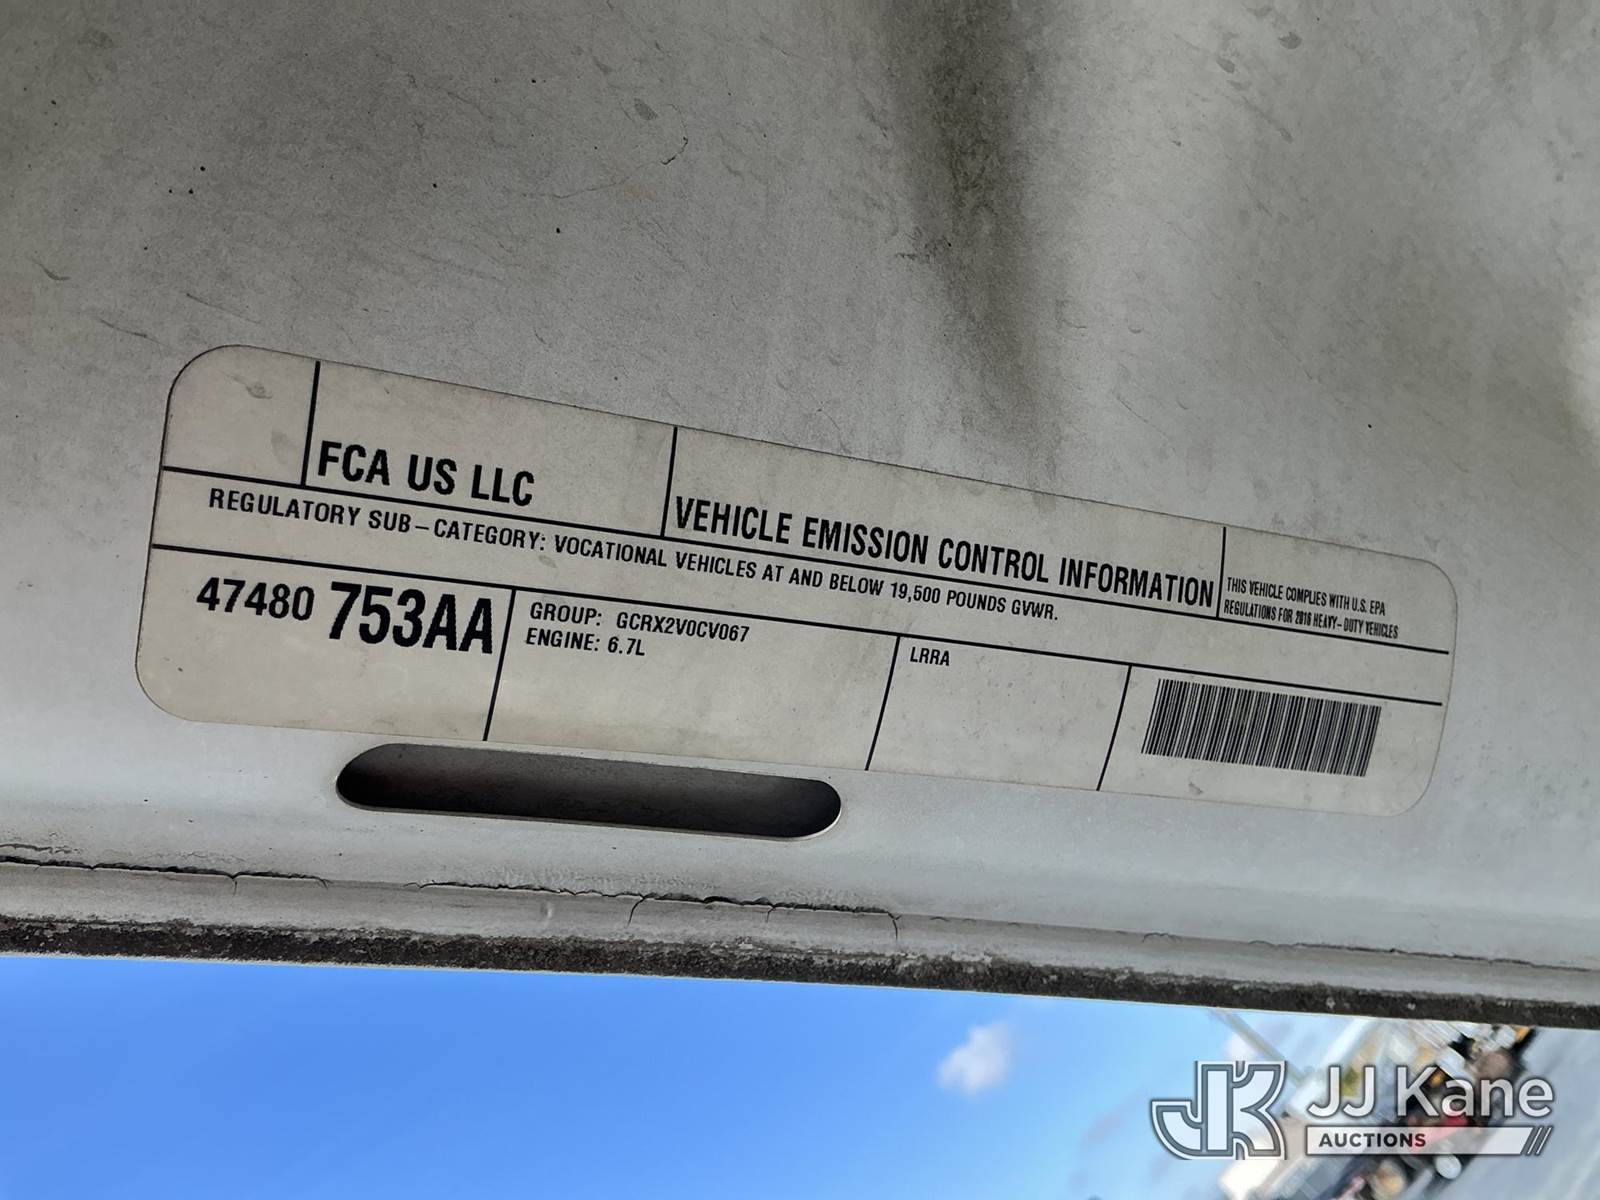 FCA US LLC
VEHICLE EMISSION CONTROL INFORMATION
THIS VEHICLE COMPLIES WITH U.S. EPA
REGULATIONS FOR 2016 HEAVY-DUTY VEHICLES
REGULATORY SUB-CATEGORY: VOCATIONAL VEHICLES AT AND BELOW 19,500 POUNDS GVWR.
47480 753AA
GROUP: GCRX2V0CV067
ENGINE: 6.7L
LRRA
JK JJ Kane
AUCTIONS